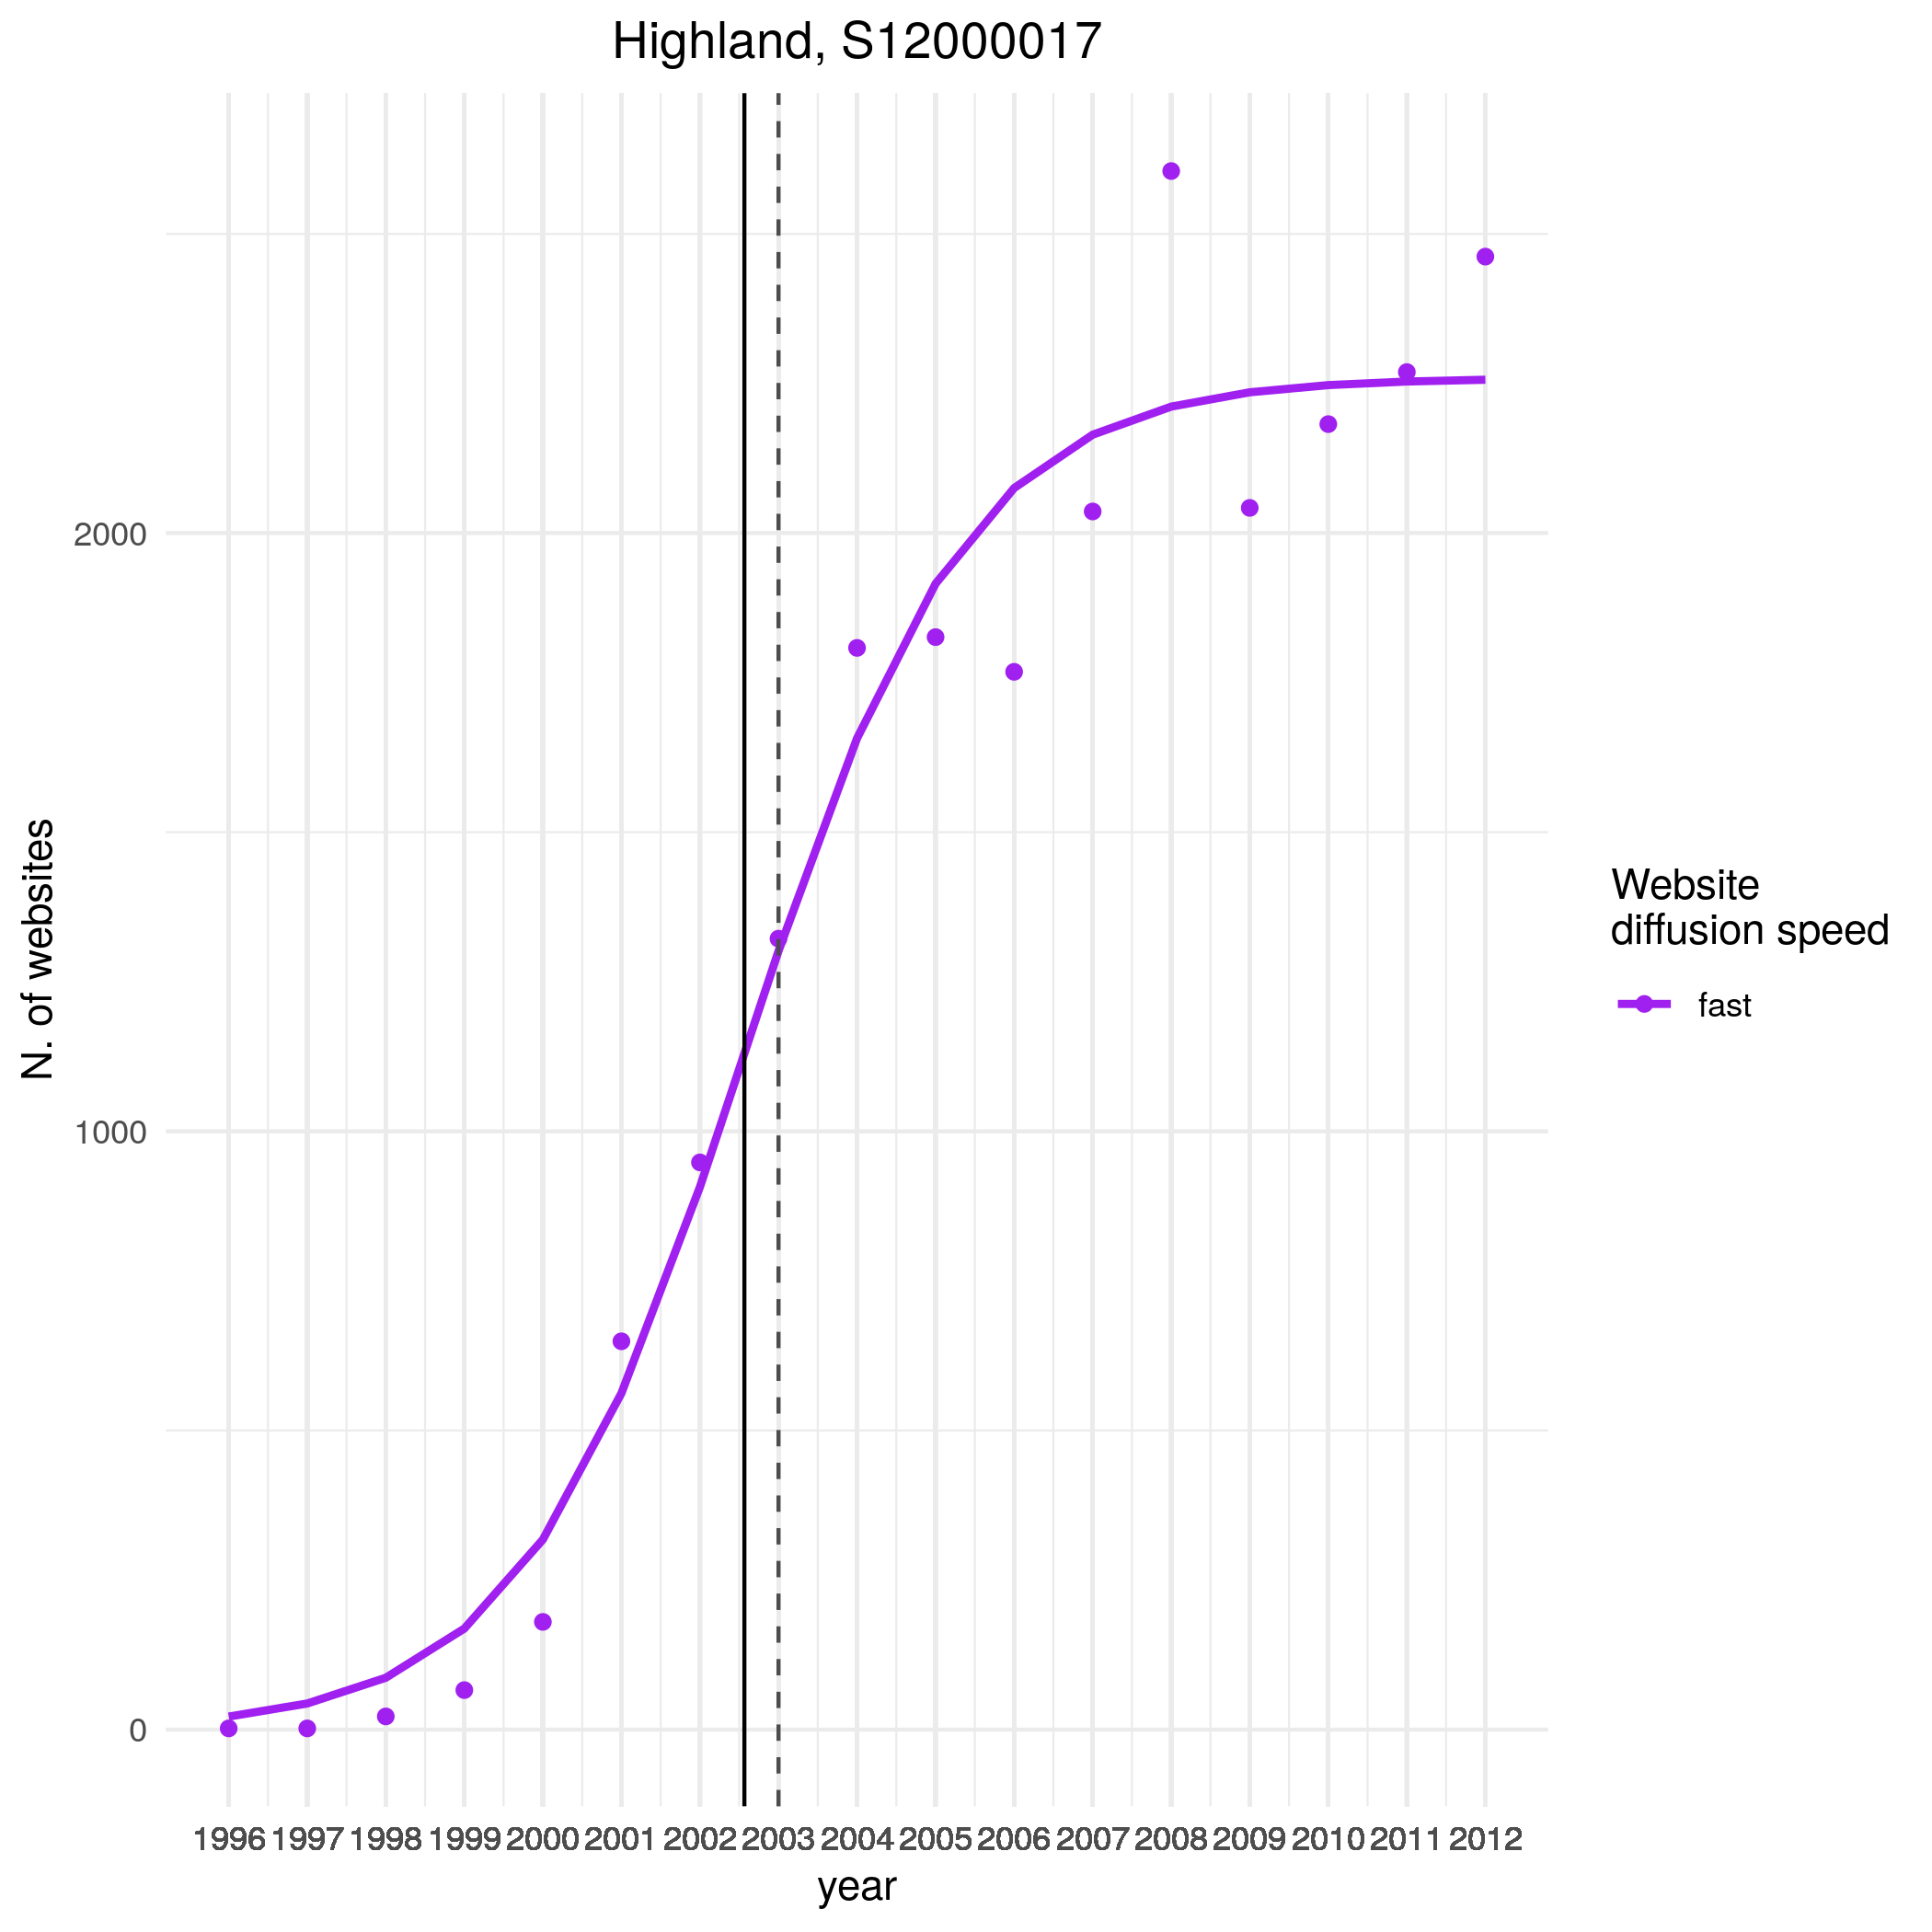 Highland, S12000017
N. of websites
2000
1000
0
1996 1997 1998 1999 2000 2001 2002 2003 2004 2005 2006 2007 2008 2009 2010 2011 2012
year
Website
diffusion speed
fast